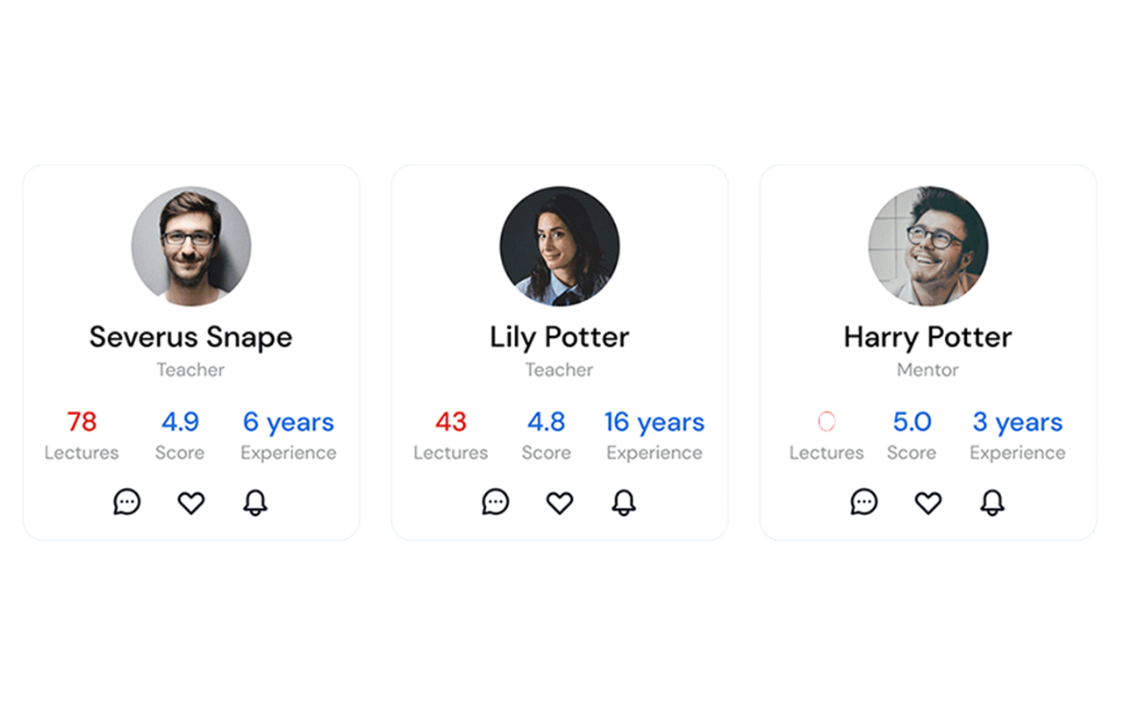 Severus Snape
Teacher
78 4.9 6 years
Lectures Score Experience
Lily Potter
Teacher
43 4.8 16 years
Lectures Score Experience
Harry Potter
Mentor
5.0 3 years
Lectures Score Experience